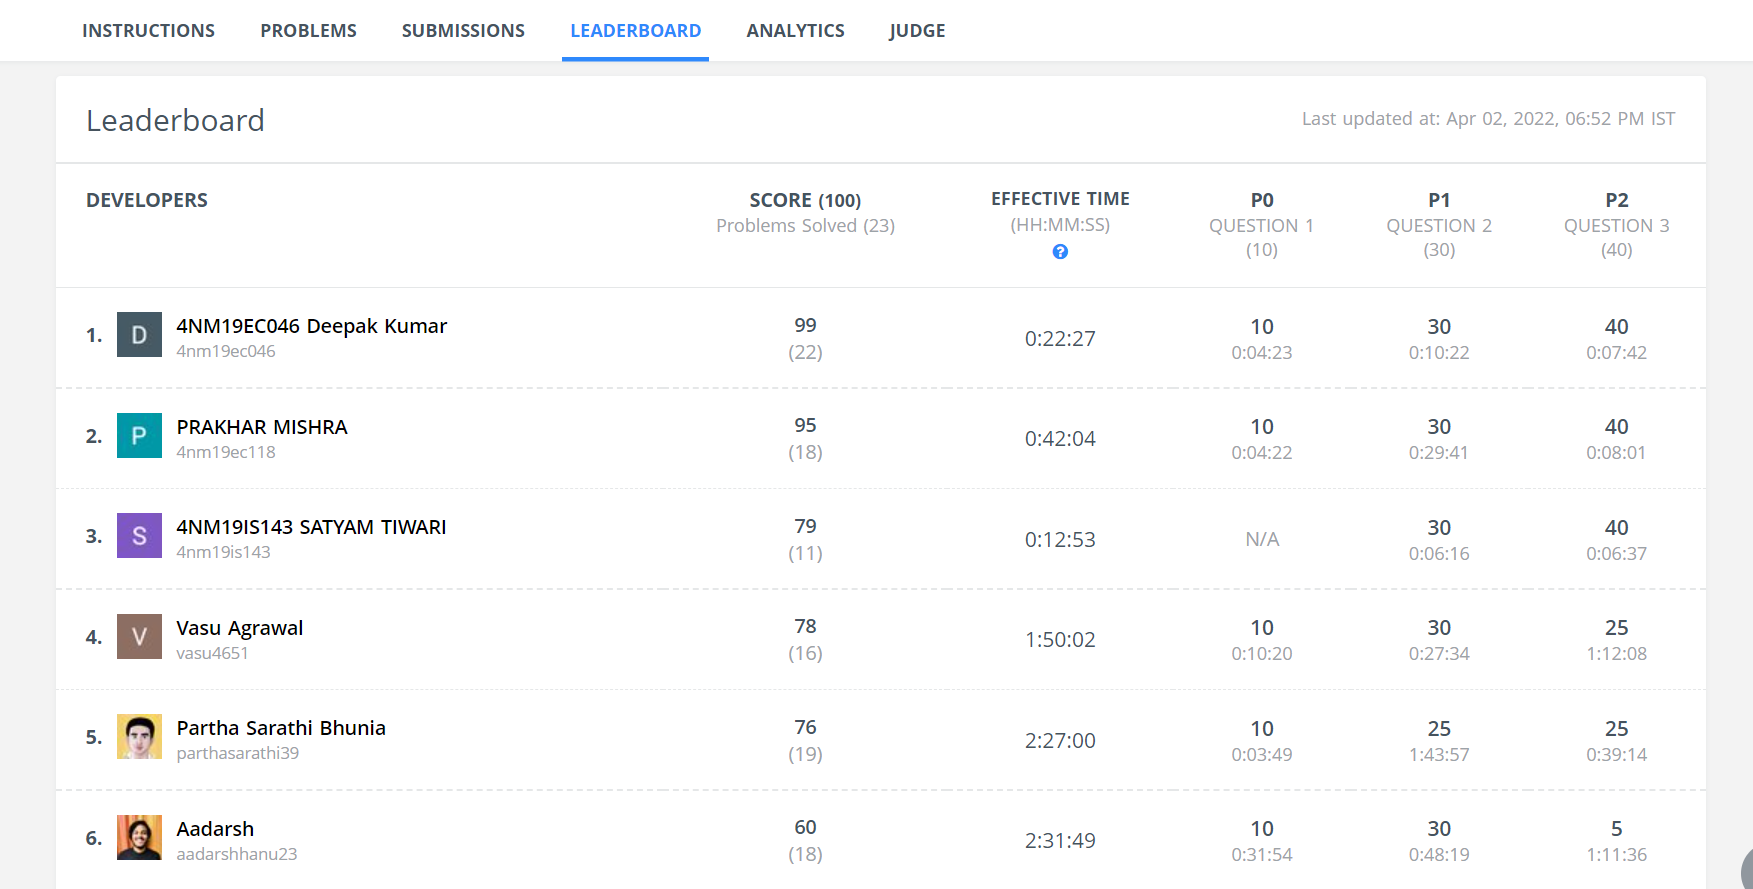 INSTRUCTIONS PROBLEMS SUBMISSIONS LEADERBOARD ANALYTICS JUDGE
Leaderboard Last updated at: Apr 02, 2022, 06:52 PM IST
DEVELOPERS SCORE (100) EFFECTIVE TIME P0 P1 P2
Problems Solved (23) (HH:MM:SS) QUESTION 1 QUESTION 2 QUESTION 3
? (10) (30) (40)
1. D 4NM19EC046 Deepak Kumar 99 0:22:27 10 30 40
4nm19ec046 (22) 0:04:23 0:10:22 0:07:42
2. P PRAKHAR MISHRA 95 0:42:04 10 30 40
4nm19ec118 (18) 0:04:22 0:29:41 0:08:01
3. S 4NM19IS143 SATYAM TIWARI 79 0:12:53 N/A 30 40
4nm19is143 (11) 0:06:16 0:06:37
4. V Vasu Agrawal 78 1:50:02 10 30 25
vasu4651 (16) 0:10:20 0:27:34 1:12:08
5. Partha Sarathi Bhunia 76 2:27:00 10 25 25
parthasarathi39 (19) 0:03:49 1:43:57 0:39:14
6. Aadarsh 60 2:31:49 10 30 5
aadarshhanu23 (18) 0:31:54 0:48:19 1:11:36